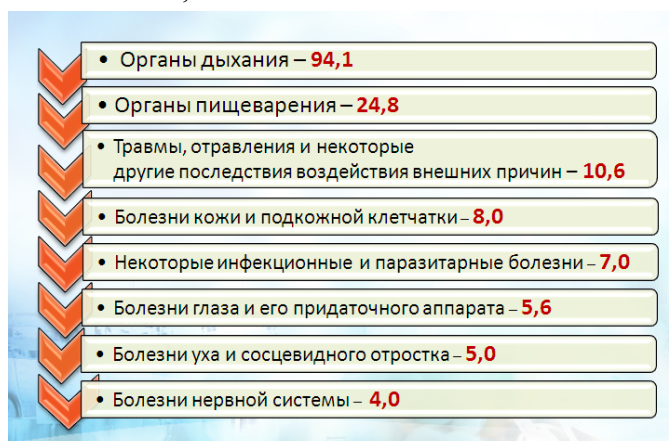 • Органы дыхания – 94,1
• Органы пищеварения – 24,8
• Травмы, отравления и некоторые
другие последствия воздействия внешних причин – 10,6
• Болезни кожи и подкожной клетчатки – 8,0
• Некоторые инфекционные и паразитарные болезни – 7,0
• Болезни глаза и его придаточного аппарата – 5,6
• Болезни уха и сосцевидного отростка – 5,0
• Болезни нервной системы – 4,0